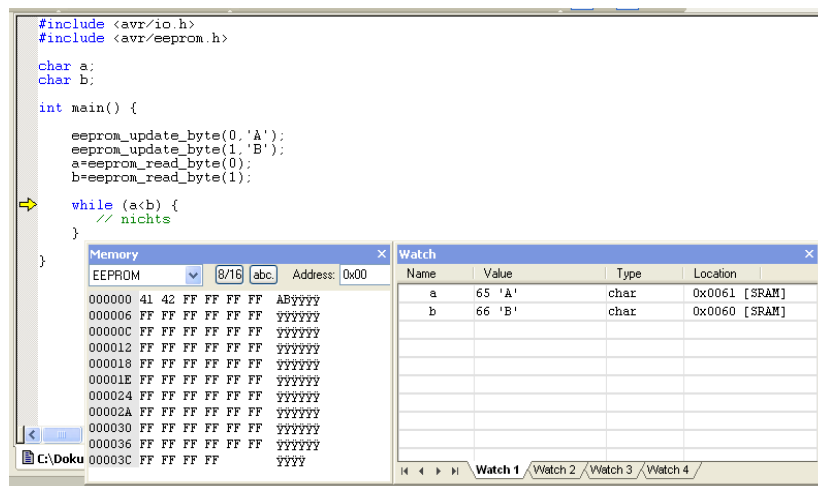 #include <avr/io.h>
#include <avr/eeprom.h>
char a;
char b;
int main() {
eeprom_update_byte(0,'A');
eeprom_update_byte(1,'B');
a=eeprom_read_byte(0);
b=eeprom_read_byte(1);
while (a<b) {
// nichts
}
}
Memory
EEPROM 8/16 abc. Address: 0x00
000000 41 42 FF FF FF FF ABÿÿÿÿ
000006 FF FF FF FF FF FF ÿÿÿÿÿÿ
00000C FF FF FF FF FF FF ÿÿÿÿÿÿ
000012 FF FF FF FF FF FF ÿÿÿÿÿÿ
000018 FF FF FF FF FF FF ÿÿÿÿÿÿ
00001E FF FF FF FF FF FF ÿÿÿÿÿÿ
000024 FF FF FF FF FF FF ÿÿÿÿÿÿ
00002A FF FF FF FF FF FF ÿÿÿÿÿÿ
000030 FF FF FF FF FF FF ÿÿÿÿÿÿ
000036 FF FF FF FF FF FF ÿÿÿÿÿÿ
00003C FF FF FF FF ÿÿÿÿ
Watch
Name Value Type Location
a 65 'A' char 0x0061 [SRAM]
b 66 'B' char 0x0060 [SRAM]
Watch 1 Watch 2 Watch 3 Watch 4
C:\Doku